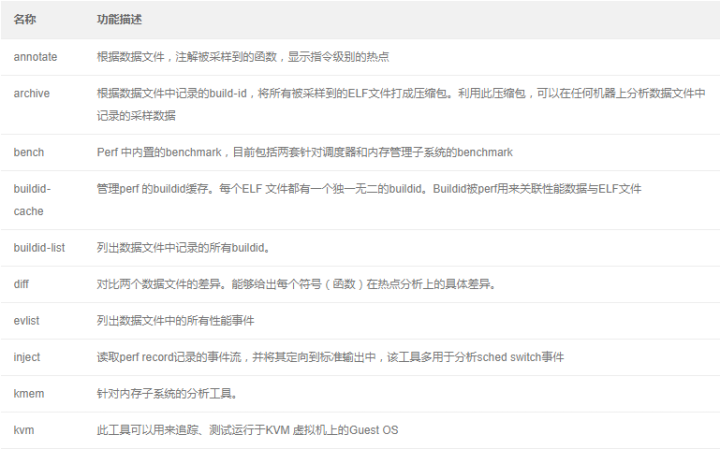 名称 功能描述
annotate 根据数据文件，注解被采样到的函数，显示指令级别的热点
archive 根据数据文件中记录的build-id，将所有被采样到的ELF文件打成压缩包。利用此压缩包，可以在任何机器上分析数据文件中
记录的采样数据
bench Perf 中内置的benchmark，目前包括两套针对调度器和内存管理子系统的benchmark
buildid- 管理perf 的buildid缓存。每个ELF 文件都有一个独一无二的buildid。Buildid被perf用来关联性能数据与ELF文件
cache
buildid-list 列出数据文件中记录的所有buildid。
diff 对比两个数据文件的差异。能够给出每个符号（函数）在热点分析上的具体差异。
evlist 列出数据文件中的所有性能事件
inject 读取perf record记录的事件流，并将其定向到标准输出中，该工具多用于分析sched switch事件
kmem 针对内存子系统的分析工具。
kvm 此工具可以用来追踪、测试运行于KVM 虚拟机上的Guest OS